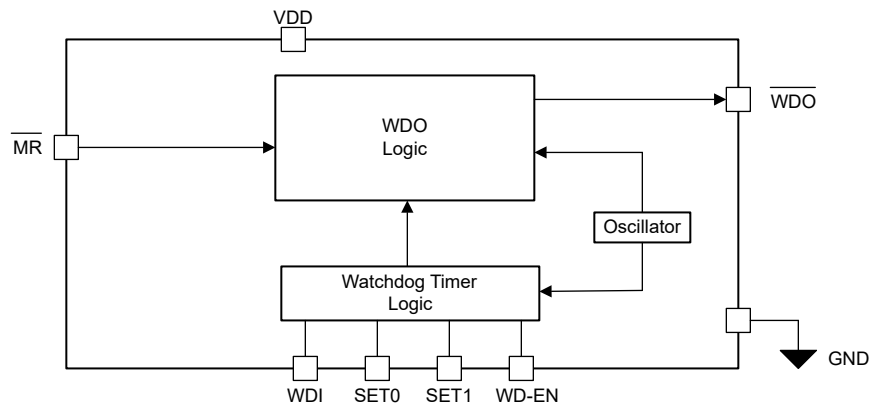 VDD
WDO
Logic
WDO
MR
Oscillator
Watchdog Timer
Logic
GND
WDI
SET0
SET1
WD-EN